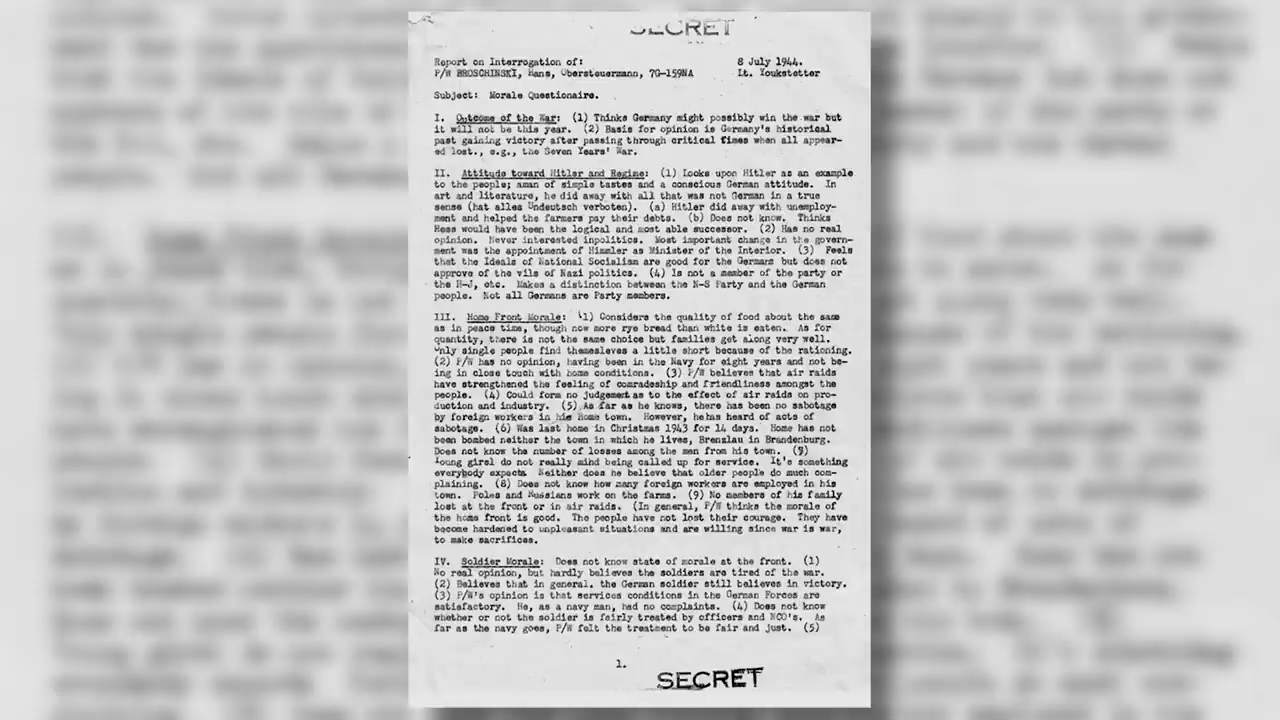 SECRET
Report on Interrogation of: 8 July 1944.
P/W BROSCHINSKI, Hans, Obersteuermann, 7G-159NA Lt. Youkstetter
Subject: Morale Questionaire.
I. Outcome of the War: (1) Thinks Germany might possibly win the war but
it will not be this year. (2) Basis for opinion is Germany's historical
past gaining victory after passing through critical times when all appear-
ed lost., e.g., the Seven Years' War.
II. Attitude toward Hitler and Regime: (1) Looks upon Hitler as an example
to the people; aman of simple tastes and a conscious German attitude. In
art and literature, he did away with all that was not German in a true
sense (hat alles Undeutsch verboten). (a) Hitler did away with unemploy-
ment and helped the farmers pay their debts. (b) Does not know. Thinks
Hess would have been the logical and most able successor. (2) Has no real
opinion. Never interested inpolitics. Most important change in the govern-
ment was the appointment of Himmler as Minister of the Interior. (3) Feels
that the Ideals of National Socialism are good for the Germans but does not
approve of the vils of Nazi politics. (4) Is not a member of the party or
the H-J, etc. Makes a distinction between the N-S Party and the German
people. Not all Germans are Party members.
III. Home Front Morale: (1) Considers the quality of food about the same
as in peace time, though now more rye bread than white is eaten. As for
quantity, there is not the same choice but families get along very well.
Only single people find themesleves a little short because of the rationing.
(2) P/W has no opinion, having been in the Navy for eight years and not be-
ing in close touch with home conditions. (3) P/W believes that air raids
have strengthened the feeling of comradeship and friendliness amongst the
people. (4) Could form no judgement as to the effect of air raids on pro-
duction and industry. (5) As far as he knows, there has been no sabotage
by foreign workers in his Home town. However, he has heard of acts of
sabotage. (6) Was last home in Christmas 1943 for 14 days. Home has not
been bombed neither the town in which he lives, Brenzlau in Brandenburg.
Does not know the number of losses among the men from his town. (7)
Young girsl do not really mind being called up for service. It's something
everybody expects. Neither does he believe that older people do much com-
plaining. (8) Does not know how many foreign workers are employed in his
town. Poles and Russians work on the farms. (9) No members of his family
lost at the front or in air raids. (In general, P/W thinks the morale of
the home front is good. The people have not lost their courage. They have
become hardened to unpleasant situations and are willing since war is war,
to make sacrifices.
IV. Soldier Morale: Does not know state of morale at the front. (1)
No real opinion, but hardly believes the soldiers are tired of the war.
(2) Believes that in general, the German soldier still believes in victory.
(3) P/W's opinion is that services conditions in the German Forces are
satisfactory. He, as a navy man, had no complaints. (4) Does not know
whether or not the soldier is fairly treated by officers and NCO's. As
far as the navy goes, P/W felt the treatment to be fair and just. (5)
1.
SECRET